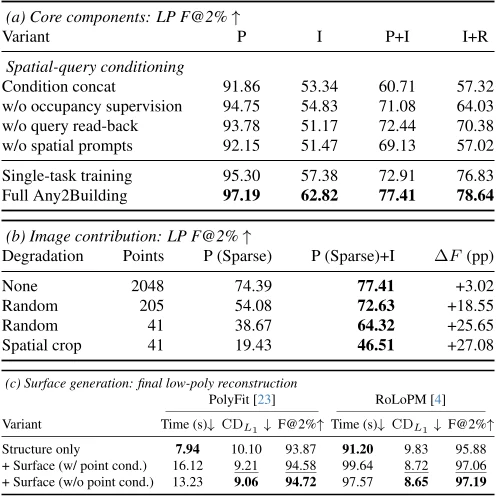 (a) Core components: LP F@2% ↑
Variant P I P+I I+R
Spatial-query conditioning
Condition concat 91.86 53.34 60.71 57.32
w/o occupancy supervision 94.75 54.83 71.08 64.03
w/o query read-back 93.78 51.17 72.44 70.38
w/o spatial prompts 92.15 51.47 69.13 57.02
Single-task training 95.30 57.38 72.91 76.83
Full Any2Building 97.19 62.82 77.41 78.64
(b) Image contribution: LP F@2% ↑
Degradation Points P (Sparse) P (Sparse)+I ΔF (pp)
None 2048 74.39 77.41 +3.02
Random 205 54.08 72.63 +18.55
Random 41 38.67 64.32 +25.65
Spatial crop 41 19.43 46.51 +27.08
(c) Surface generation: final low-poly reconstruction
PolyFit [23] RoLoPM [4]
Variant Time (s)↓ CD_{L_1} ↓ F@2%↑ Time (s)↓ CD_{L_1} ↓ F@2%↑
Structure only 7.94 10.10 93.87 91.20 9.83 95.88
+ Surface (w/ point cond.) 16.12 9.21 94.58 99.64 8.72 97.06
+ Surface (w/o point cond.) 13.23 9.06 94.72 97.57 8.65 97.19